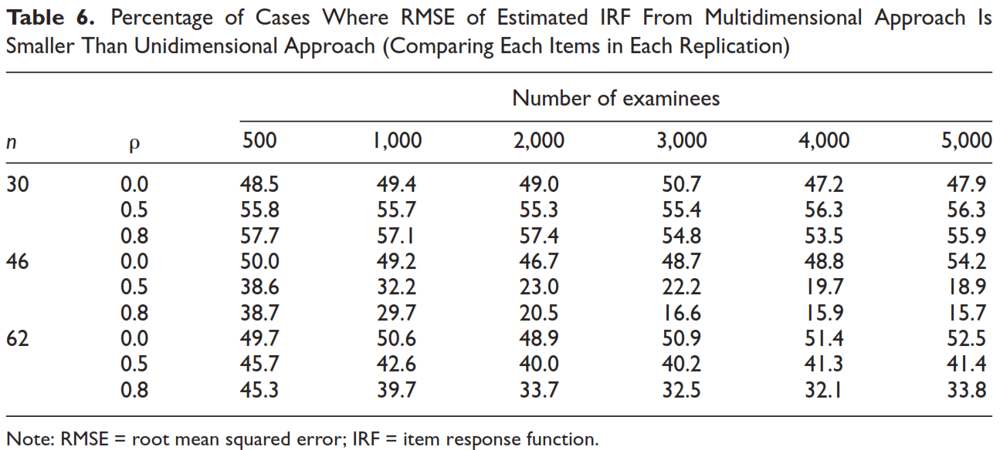 Table 6. Percentage of Cases Where RMSE of Estimated IRF From Multidimensional Approach Is
Smaller Than Unidimensional Approach (Comparing Each Items in Each Replication)
Number of examinees
n ρ 500 1,000 2,000 3,000 4,000 5,000
30 0.0 48.5 49.4 49.0 50.7 47.2 47.9
0.5 55.8 55.7 55.3 55.4 56.3 56.3
0.8 57.7 57.1 57.4 54.8 53.5 55.9
46 0.0 50.0 49.2 46.7 48.7 48.8 54.2
0.5 38.6 32.2 23.0 22.2 19.7 18.9
0.8 38.7 29.7 20.5 16.6 15.9 15.7
62 0.0 49.7 50.6 48.9 50.9 51.4 52.5
0.5 45.7 42.6 40.0 40.2 41.3 41.4
0.8 45.3 39.7 33.7 32.5 32.1 33.8
Note: RMSE = root mean squared error; IRF = item response function.